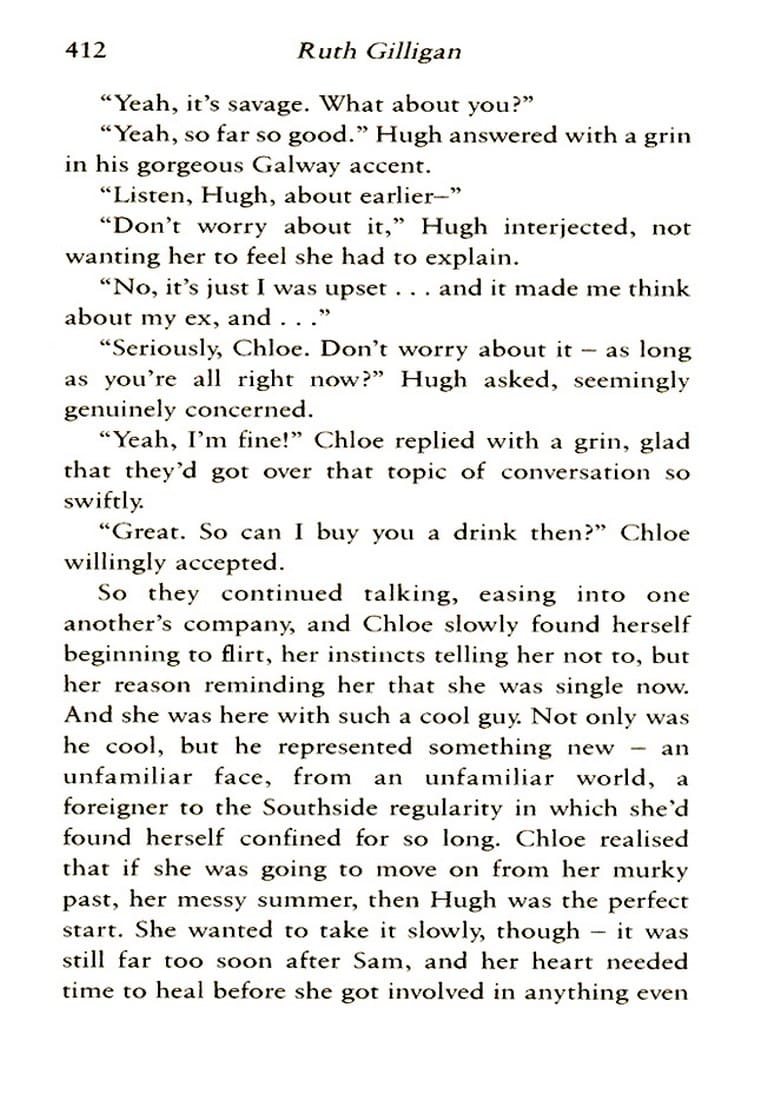 412 Ruth Gilligan
“Yeah, it’s savage. What about you?”
“Yeah, so far so good.” Hugh answered with a grin
in his gorgeous Galway accent.
“Listen, Hugh, about earlier–”
“Don’t worry about it,” Hugh interjected, not
wanting her to feel she had to explain.
“No, it’s just I was upset . . . and it made me think
about my ex, and . . .”
“Seriously, Chloe. Don’t worry about it – as long
as you’re all right now?” Hugh asked, seemingly
genuinely concerned.
“Yeah, I’m fine!” Chloe replied with a grin, glad
that they’d got over that topic of conversation so
swiftly.
“Great. So can I buy you a drink then?” Chloe
willingly accepted.
So they continued talking, easing into one
another’s company, and Chloe slowly found herself
beginning to flirt, her instincts telling her not to, but
her reason reminding her that she was single now.
And she was here with such a cool guy. Not only was
he cool, but he represented something new – an
unfamiliar face, from an unfamiliar world, a
foreigner to the Southside regularity in which she’d
found herself confined for so long. Chloe realised
that if she was going to move on from her murky
past, her messy summer, then Hugh was the perfect
start. She wanted to take it slowly, though – it was
still far too soon after Sam, and her heart needed
time to heal before she got involved in anything even